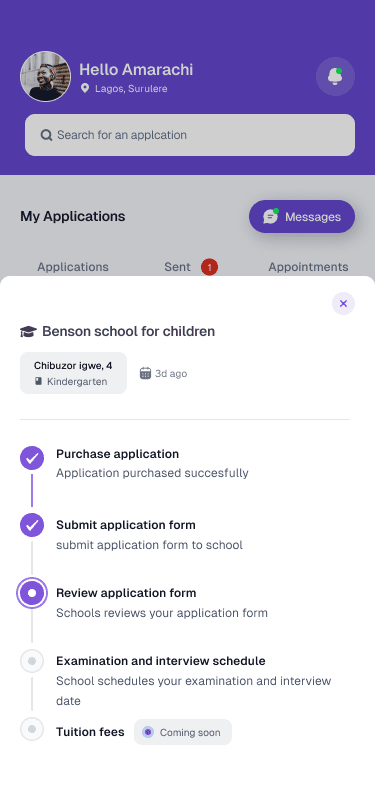 Hello Amarachi
Lagos, Surulere
Search for an applcation
My Applications
Messages
Applications
Sent
1
Appointments
Benson school for children
Chibuzor igwe, 4
Kindergarten
3d ago
Purchase application
Application purchased succesfully
Submit application form
submit application form to school
Review application form
Schools reviews your application form
Examination and interview schedule
School schedules your examination and interview
date
Tuition fees
Coming soon